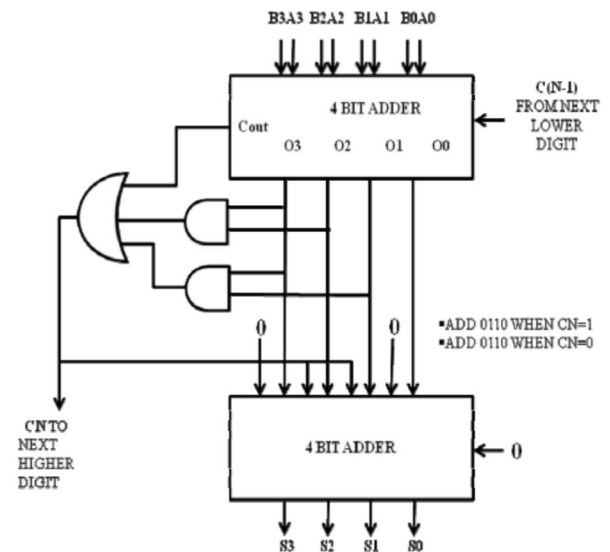 B3A3 B2A2 B1A1 B0A0
4 BIT ADDER
Cout
O3 O2 O1 O0
C(N-1)
FROM NEXT
LOWER
DIGIT
0 0
▪ADD 0110 WHEN CN=1
▪ADD 0110 WHEN CN=0
4 BIT ADDER
0
CN TO
NEXT
HIGHER
DIGIT
S3 S2 S1 S0